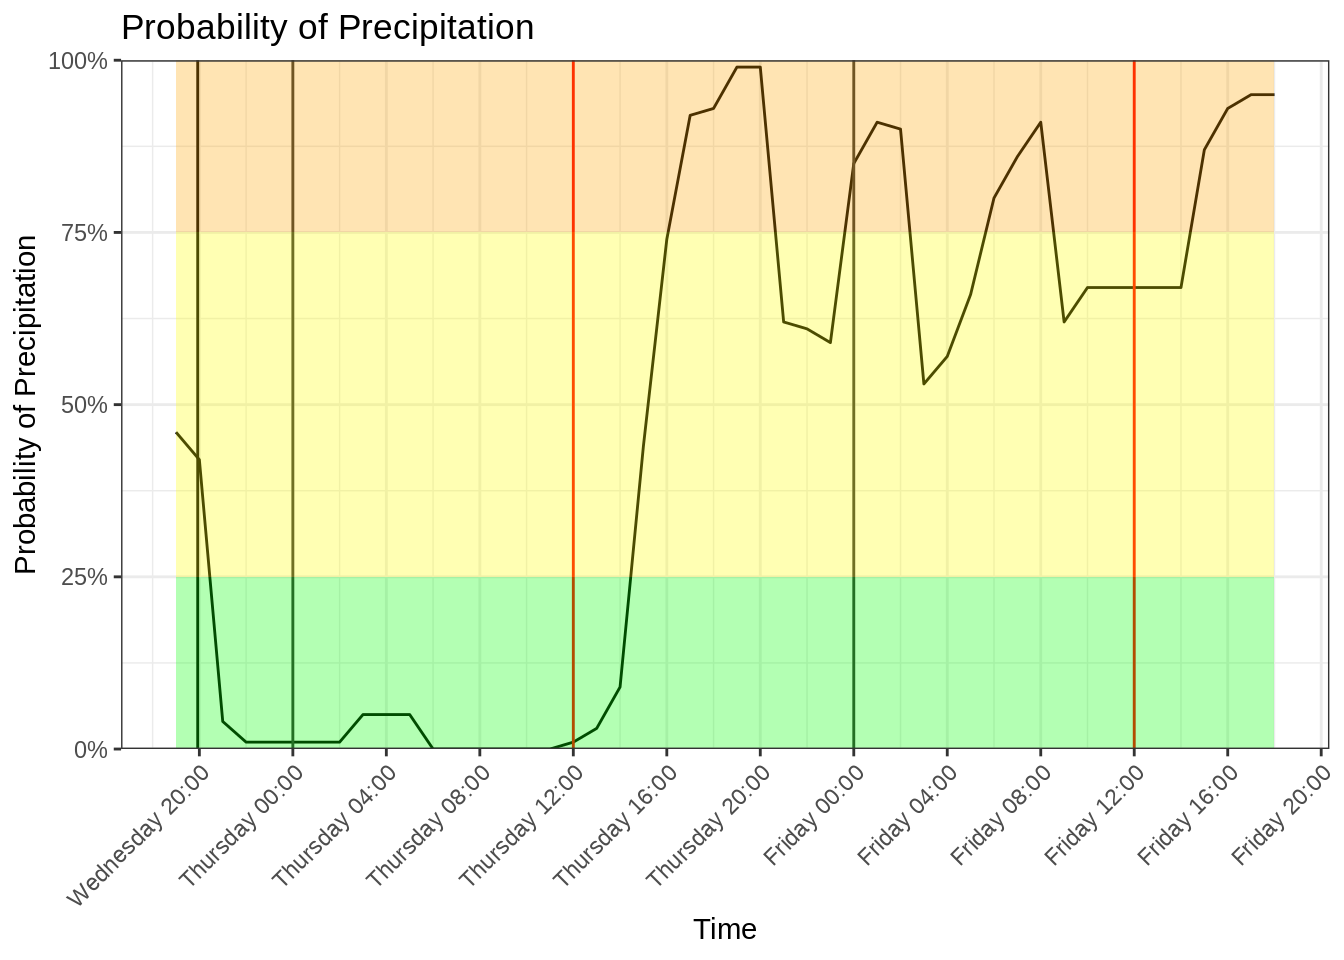 Probability of Precipitation
Probability of Precipitation
100%
75%
50%
25%
0%
Wednesday 20:00
Thursday 00:00
Thursday 04:00
Thursday 08:00
Thursday 12:00
Thursday 16:00
Thursday 20:00
Friday 00:00
Friday 04:00
Friday 08:00
Friday 12:00
Friday 16:00
Friday 20:00
Time